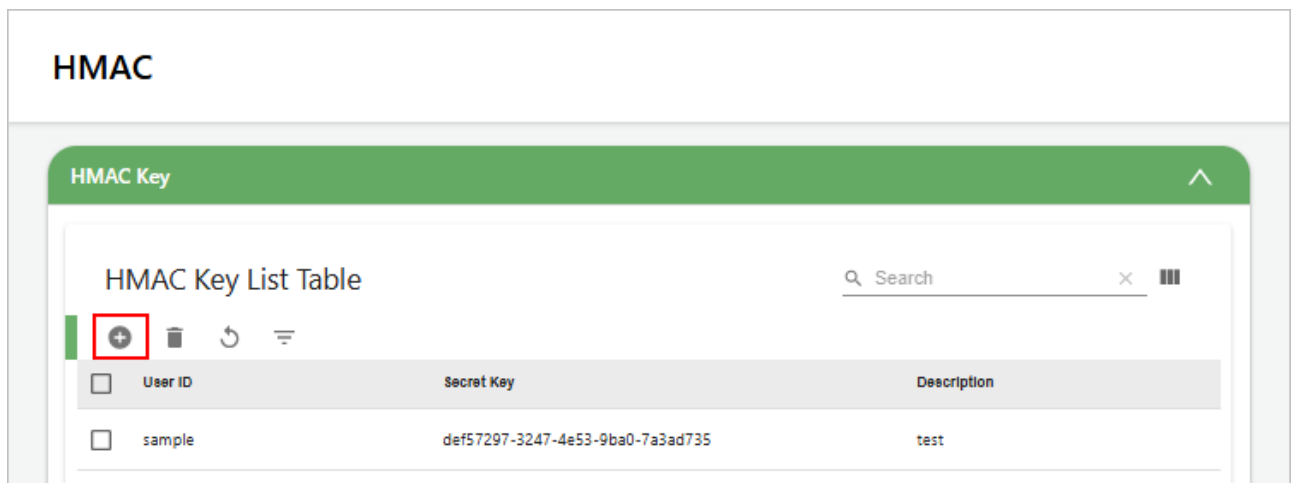 HMAC
HMAC Key
HMAC Key List Table
Search
User ID Secret Key Description
sample def57297-3247-4e53-9ba0-7a3ad735 test